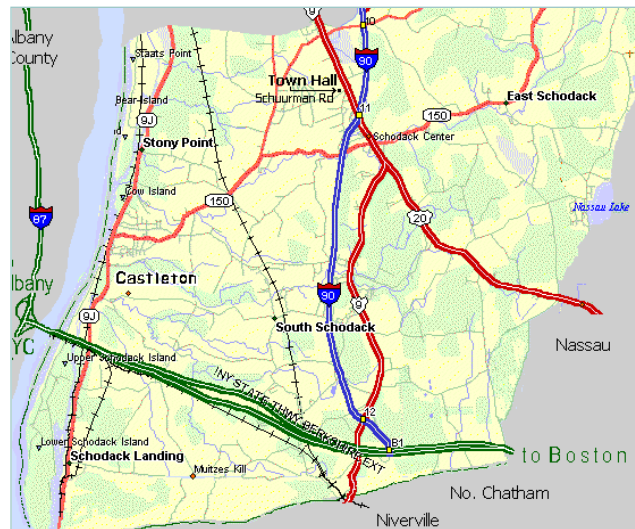 Albany
County
9
10
90
Staats Point
Town Hall
Schuurman Rd
East Schodack
Bear Island
11
150
9J
Stony Point
Schodack Center
Cow Island
150
87
20
Nassau Lake
Castleton
90
9
9J
South Schodack
Albany
YC
Nassau
Upper Schodack Island
NY STATE THWY BERKSHIRE EXT
12
B1
Lower Schodack Island
Schodack Landing
Muitzes Kill
to Boston
No. Chatham
Niverville